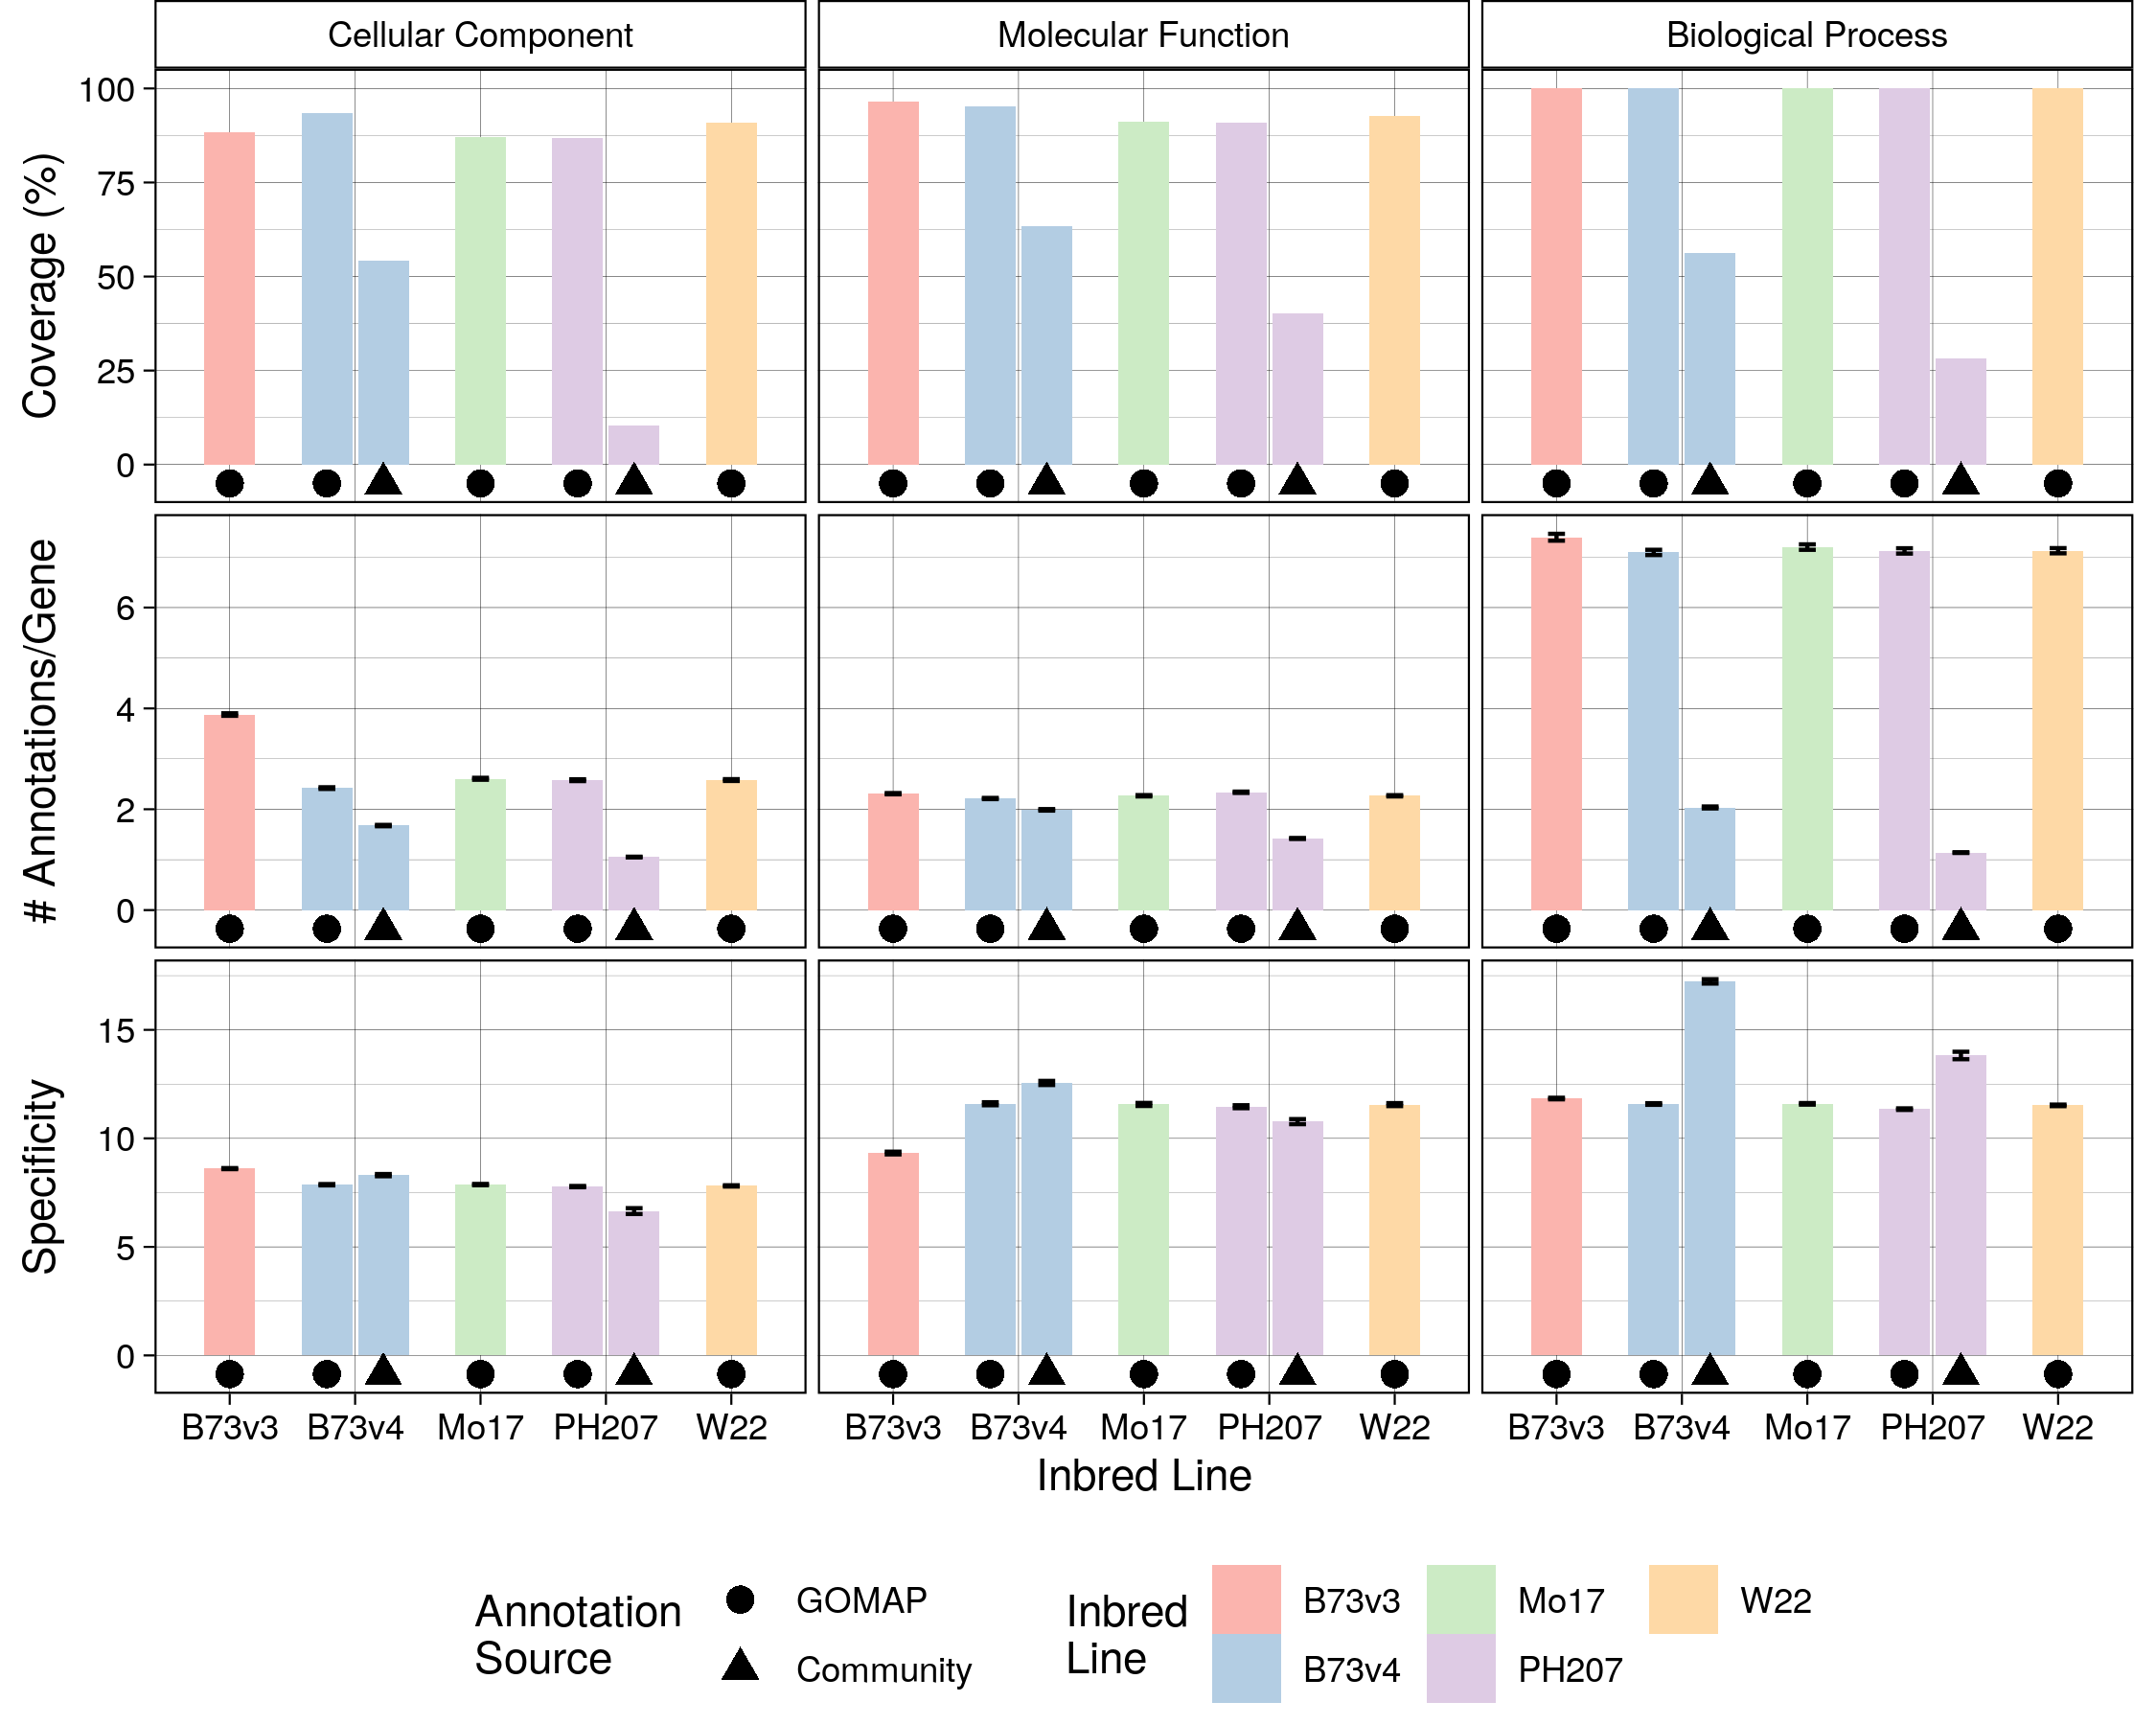 Cellular Component
Molecular Function
Biological Process
Coverage (%)
100
75
50
25
0
# Annotations/Gene
6
4
2
0
Specificity
15
10
5
0
B73v3 B73v4 Mo17 PH207 W22
B73v3 B73v4 Mo17 PH207 W22
B73v3 B73v4 Mo17 PH207 W22
Inbred Line
Annotation
Source
GOMAP
Community
Inbred
Line
B73v3
B73v4
Mo17
PH207
W22